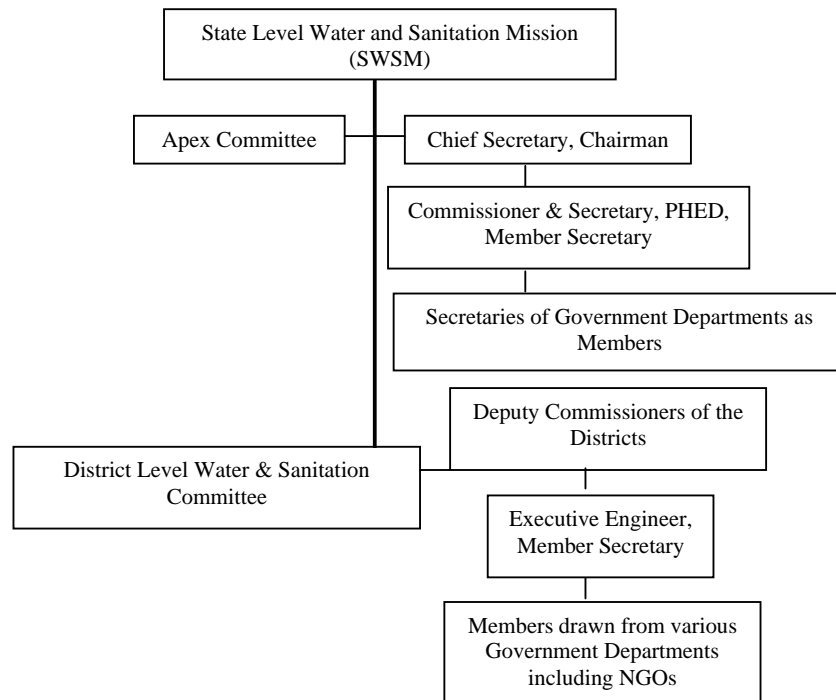 State Level Water and Sanitation Mission
(SWSM)
Apex Committee
Chief Secretary, Chairman
Commissioner & Secretary, PHED,
Member Secretary
Secretaries of Government Departments as
Members
Deputy Commissioners of the
Districts
District Level Water & Sanitation
Committee
Executive Engineer,
Member Secretary
Members drawn from various
Government Departments
including NGOs